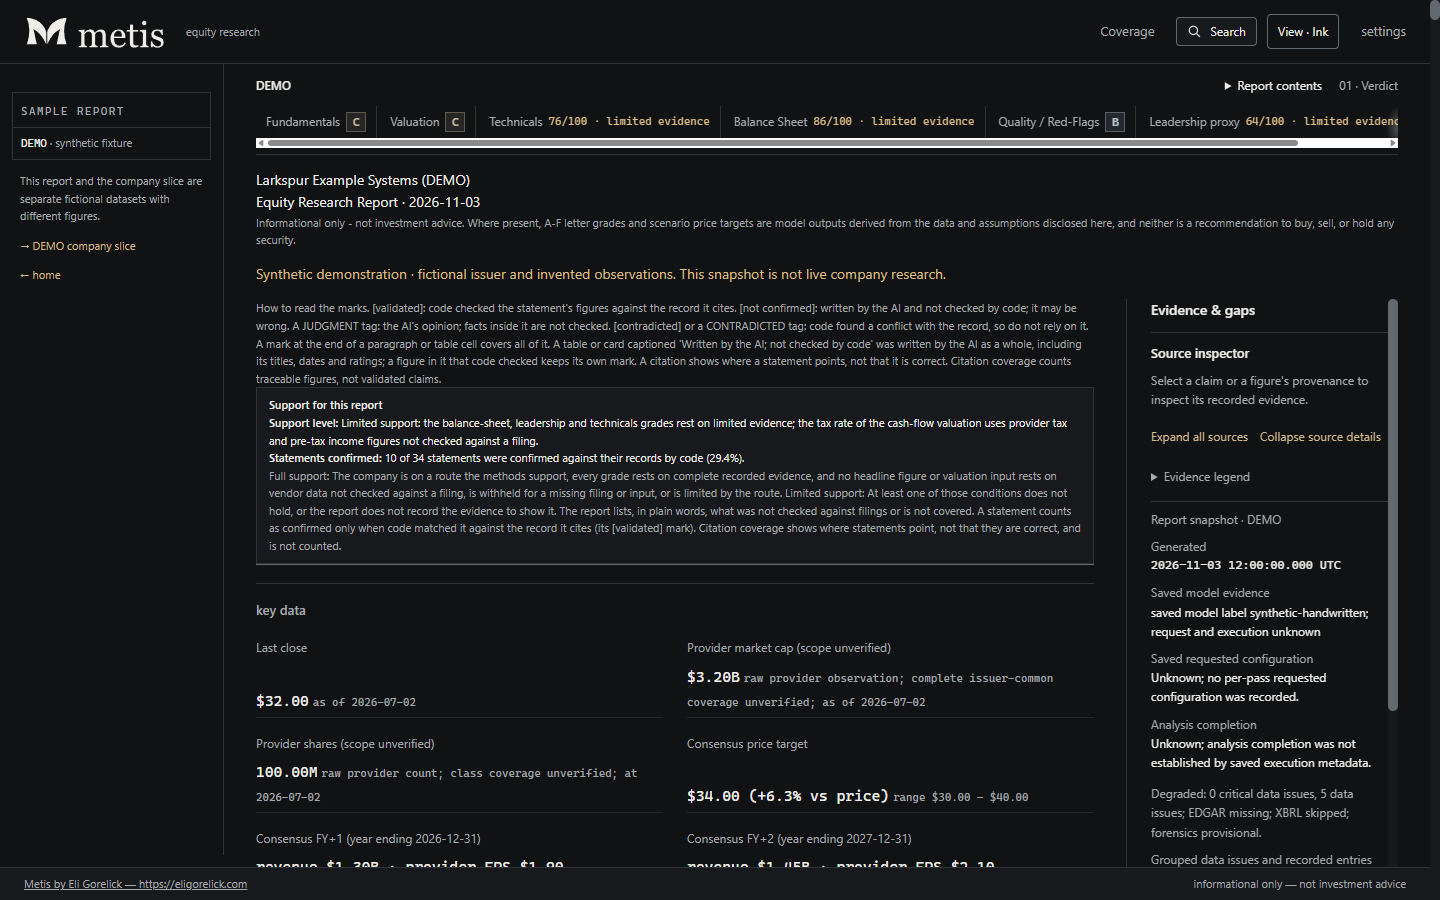 metis
equity research
Coverage
Search
View · Ink
settings
SAMPLE REPORT
DEMO · synthetic fixture
This report and the company slice are
separate fictional datasets with
different figures.
→ DEMO company slice
← home
DEMO
▶ Report contents
01 · Verdict
Fundamentals C
Valuation C
Technicals 76/100 · limited evidence
Balance Sheet 86/100 · limited evidence
Quality / Red-Flags B
Leadership proxy 64/100 · limited evidenc
Larkspur Example Systems (DEMO)
Equity Research Report · 2026-11-03
Informational only - not investment advice. Where present, A-F letter grades and scenario price targets are model outputs derived from the data and assumptions disclosed here, and neither is a recommendation to buy, sell, or hold any
security.
Synthetic demonstration · fictional issuer and invented observations. This snapshot is not live company research.
How to read the marks. [validated]: code checked the statement's figures against the record it cites. [not confirmed]: written by the AI and not checked by code; it may be
wrong. A JUDGMENT tag: the AI's opinion; facts inside it are not checked. [contradicted] or a CONTRADICTED tag: code found a conflict with the record, so do not rely on it.
A mark at the end of a paragraph or table cell covers all of it. A table or card captioned 'Written by the AI; not checked by code' was written by the AI as a whole, including
its titles, dates and ratings; a figure in it that code checked keeps its own mark. A citation shows where a statement points, not that it is correct. Citation coverage counts
traceable figures, not validated claims.
Support for this report
Support level: Limited support: the balance-sheet, leadership and technicals grades rest on limited evidence; the tax rate of the cash-flow valuation uses provider tax
and pre-tax income figures not checked against a filing.
Statements confirmed: 10 of 34 statements were confirmed against their records by code (29.4%).
Full support: The company is on a route the methods support, every grade rests on complete recorded evidence, and no headline figure or valuation input rests on
vendor data not checked against a filing, is withheld for a missing filing or input, or is limited by the route. Limited support: At least one of those conditions does not
hold, or the report does not record the evidence to show it. The report lists, in plain words, what was not checked against filings or is not covered. A statement counts
as confirmed only when code matched it against the record it cites (its [validated] mark). Citation coverage shows where statements point, not that they are correct, and
is not counted.
key data
Last close
$32.00 as of 2026-07-02
Provider market cap (scope unverified)
$3.20B raw provider observation; complete issuer-common
coverage unverified; as of 2026-07-02
Provider shares (scope unverified)
100.00M raw provider count; class coverage unverified; at
2026-07-02
Consensus price target
$34.00 (+6.3% vs price) range $30.00 – $40.00
Consensus FY+1 (year ending 2026-12-31)
revenue $1.30B · provider EPS $1.90
Consensus FY+2 (year ending 2027-12-31)
revenue $1.45B · provider EPS $2.10
Evidence & gaps
Source inspector
Select a claim or a figure's provenance to
inspect its recorded evidence.
Expand all sources Collapse source details
▶ Evidence legend
Report snapshot · DEMO
Generated
2026-11-03 12:00:00.000 UTC
Saved model evidence
saved model label synthetic-handwritten;
request and execution unknown
Saved requested configuration
Unknown; no per-pass requested
configuration was recorded.
Analysis completion
Unknown; analysis completion was not
established by saved execution metadata.
Degraded: 0 critical data issues, 5 data
issues; EDGAR missing; XBRL skipped;
forensics provisional.
Grouped data issues and recorded entries
Metis by Eli Gorelick — https://eligorelick.com
informational only — not investment advice